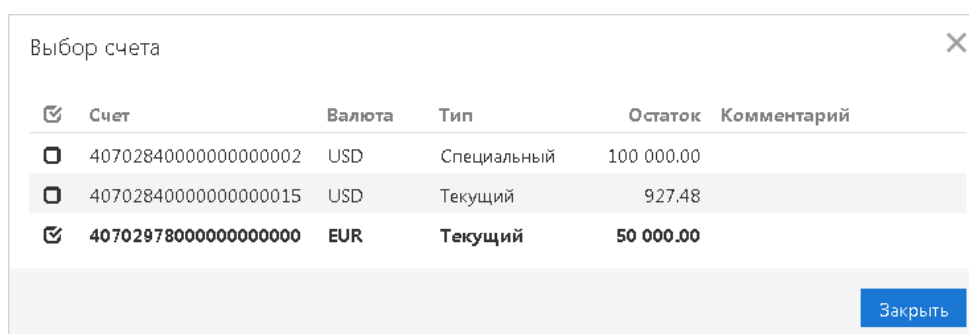 Выбор счета
Счет Валюта Тип Остаток Комментарий
40702840000000000002 USD Специальный 100 000.00
40702840000000000015 USD Текущий 927.48
40702978000000000000 EUR Текущий 50 000.00
Закрыть